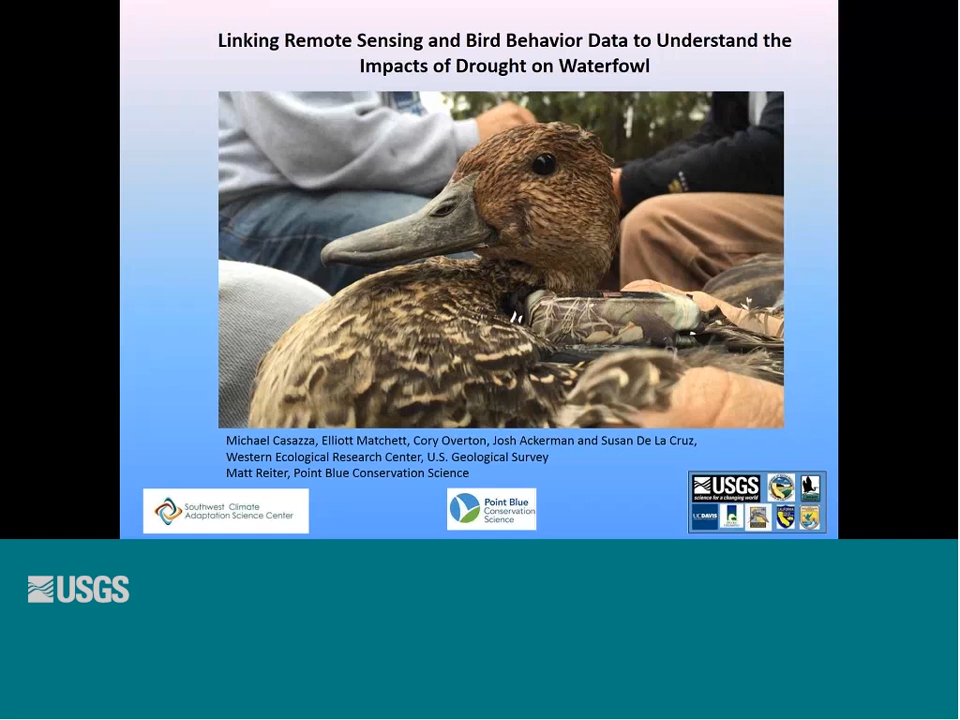 Linking Remote Sensing and Bird Behavior Data to Understand the
Impacts of Drought on Waterfowl
Michael Casazza, Elliott Matchett, Cory Overton, Josh Ackerman and Susan De La Cruz,
Western Ecological Research Center, U.S. Geological Survey
Matt Reiter, Point Blue Conservation Science
Southwest Climate
Adaptation Science Center
Point Blue
Conservation
Science
USGS
science for a changing world
UCDAVIS
USGS